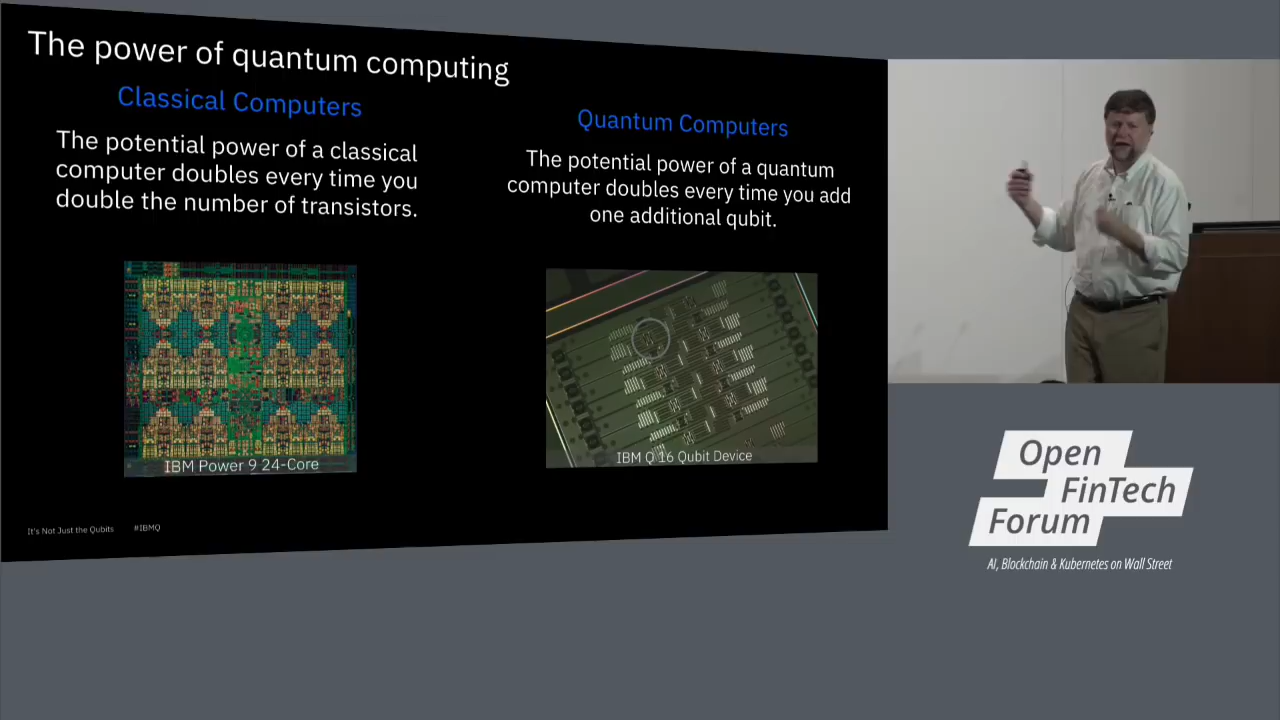 The power of quantum computing
Classical Computers
The potential power of a classical
computer doubles every time you
double the number of transistors.
IBM Power 9 24-Core
Quantum Computers
The potential power of a quantum
computer doubles every time you add
one additional qubit.
IBM Q 16 Qubit Device
It's Not Just the Qubits #IBMQ
Open
FinTech
Forum
AI, Blockchain & Kubernetes on Wall Street